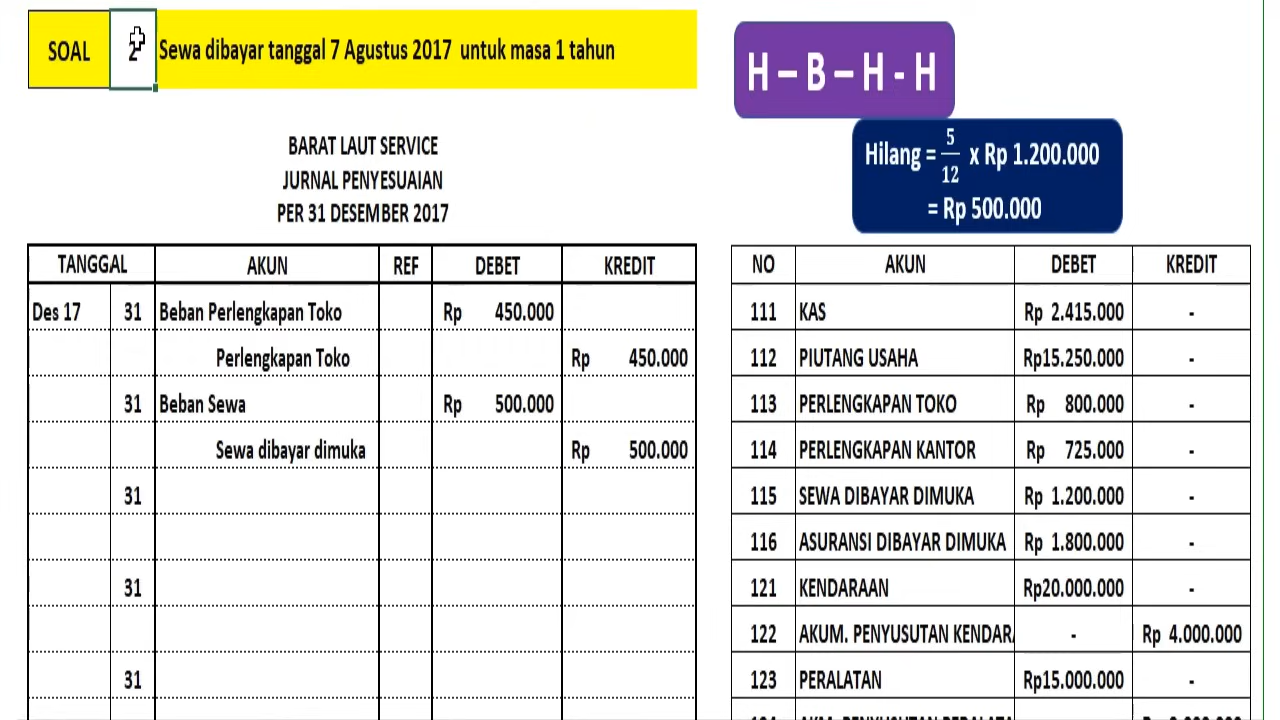 SOAL 2 Sewa dibayar tanggal 7 Agustus 2017 untuk masa 1 tahun
H – B – H - H
Hilang = 5/12 x Rp 1.200.000
= Rp 500.000
BARAT LAUT SERVICE
JURNAL PENYESUAIAN
PER 31 DESEMBER 2017
TANGGAL AKUN REF DEBET KREDIT
Des 17 31 Beban Perlengkapan Toko Rp 450.000
Perlengkapan Toko Rp 450.000
31 Beban Sewa Rp 500.000
Sewa dibayar dimuka Rp 500.000
31
31
31
NO AKUN DEBET KREDIT
111 KAS Rp 2.415.000 -
112 PIUTANG USAHA Rp15.250.000 -
113 PERLENGKAPAN TOKO Rp 800.000 -
114 PERLENGKAPAN KANTOR Rp 725.000 -
115 SEWA DIBAYAR DIMUKA Rp 1.200.000 -
116 ASURANSI DIBAYAR DIMUKA Rp 1.800.000 -
121 KENDARAAN Rp20.000.000 -
122 AKUM. PENYUSUTAN KENDAR - Rp 4.000.000
123 PERALATAN Rp15.000.000 -